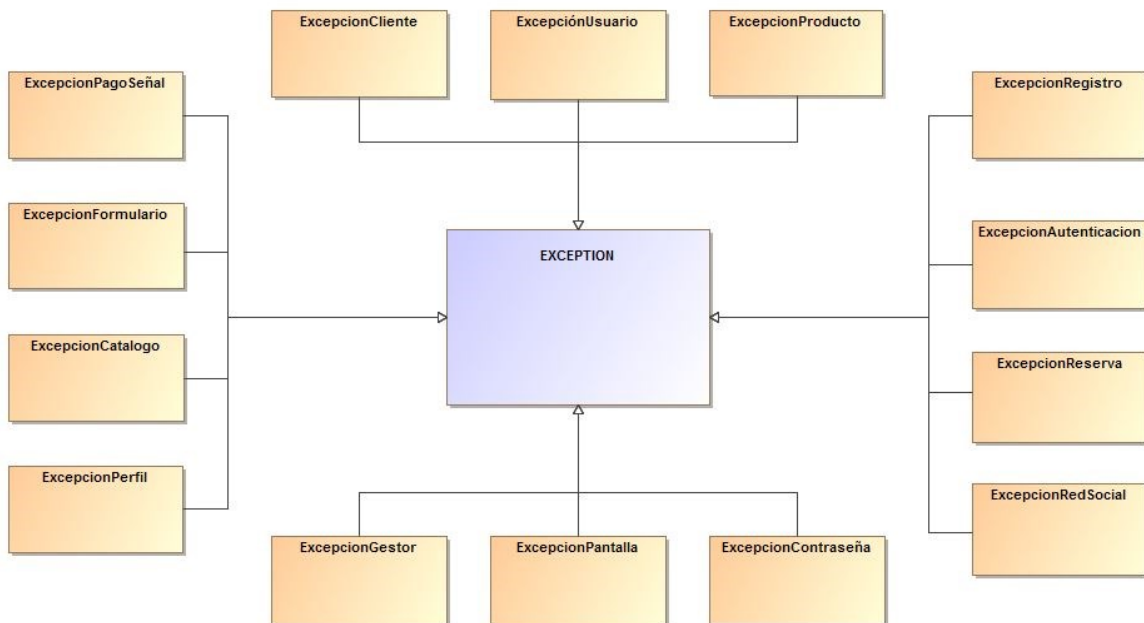 ExcepcionCliente
ExcepciónUsuario
ExcepcionProducto
ExcepcionPagoSeñal
ExcepcionRegistro
ExcepcionFormulario
ExcepcionAutenticacion
EXCEPTION
ExcepcionCatalogo
ExcepcionReserva
ExcepcionPerfil
ExcepcionRedSocial
ExcepcionGestor
ExcepcionPantalla
ExcepcionContraseña